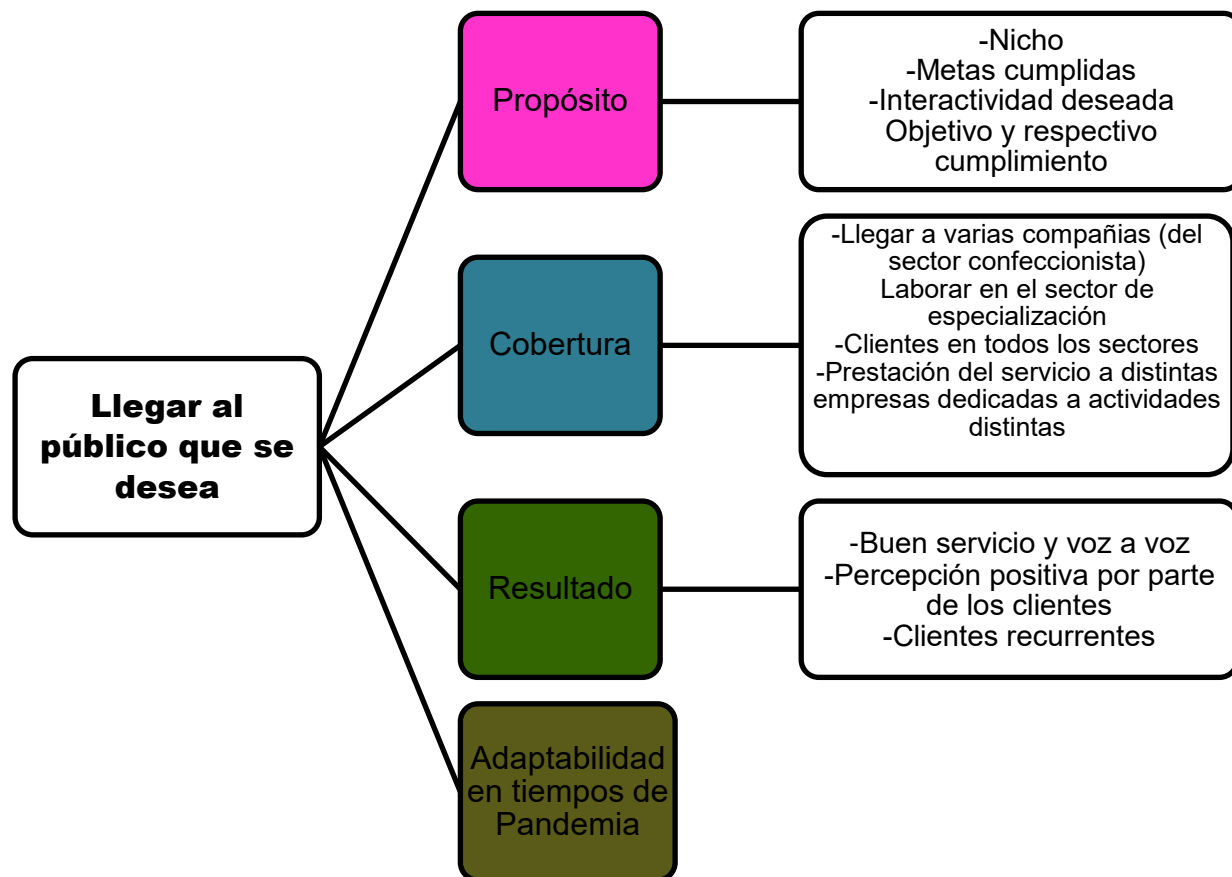 Llegar al
público que se
desea
Propósito
-Nicho
-Metas cumplidas
-Interactividad deseada
Objetivo y respectivo
cumplimiento
Cobertura
-Llegar a varias compañias (del
sector confeccionista)
Laborar en el sector de
especialización
-Clientes en todos los sectores
-Prestación del servicio a distintas
empresas dedicadas a actividades
distintas
Resultado
-Buen servicio y voz a voz
-Percepción positiva por parte
de los clientes
-Clientes recurrentes
Adaptabilidad
en tiempos de
Pandemia